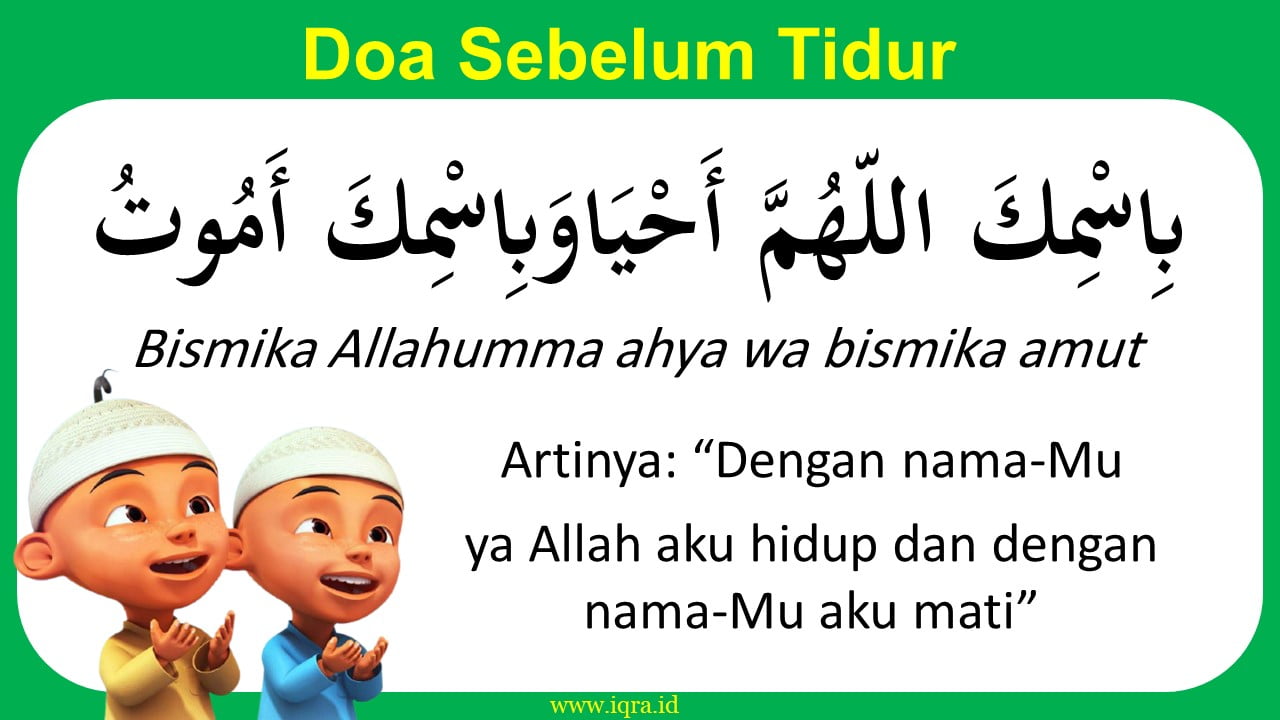 Doa Sebelum Tidur
بِاسْمِكَ اللّهُمَّ أَحْيَاوَبِاسْمِكَ أَمُوتُ
Bismika Allahumma ahya wa bismika amut
Artinya: “Dengan nama-Mu
ya Allah aku hidup dan dengan
nama-Mu aku mati”
www.iqra.id